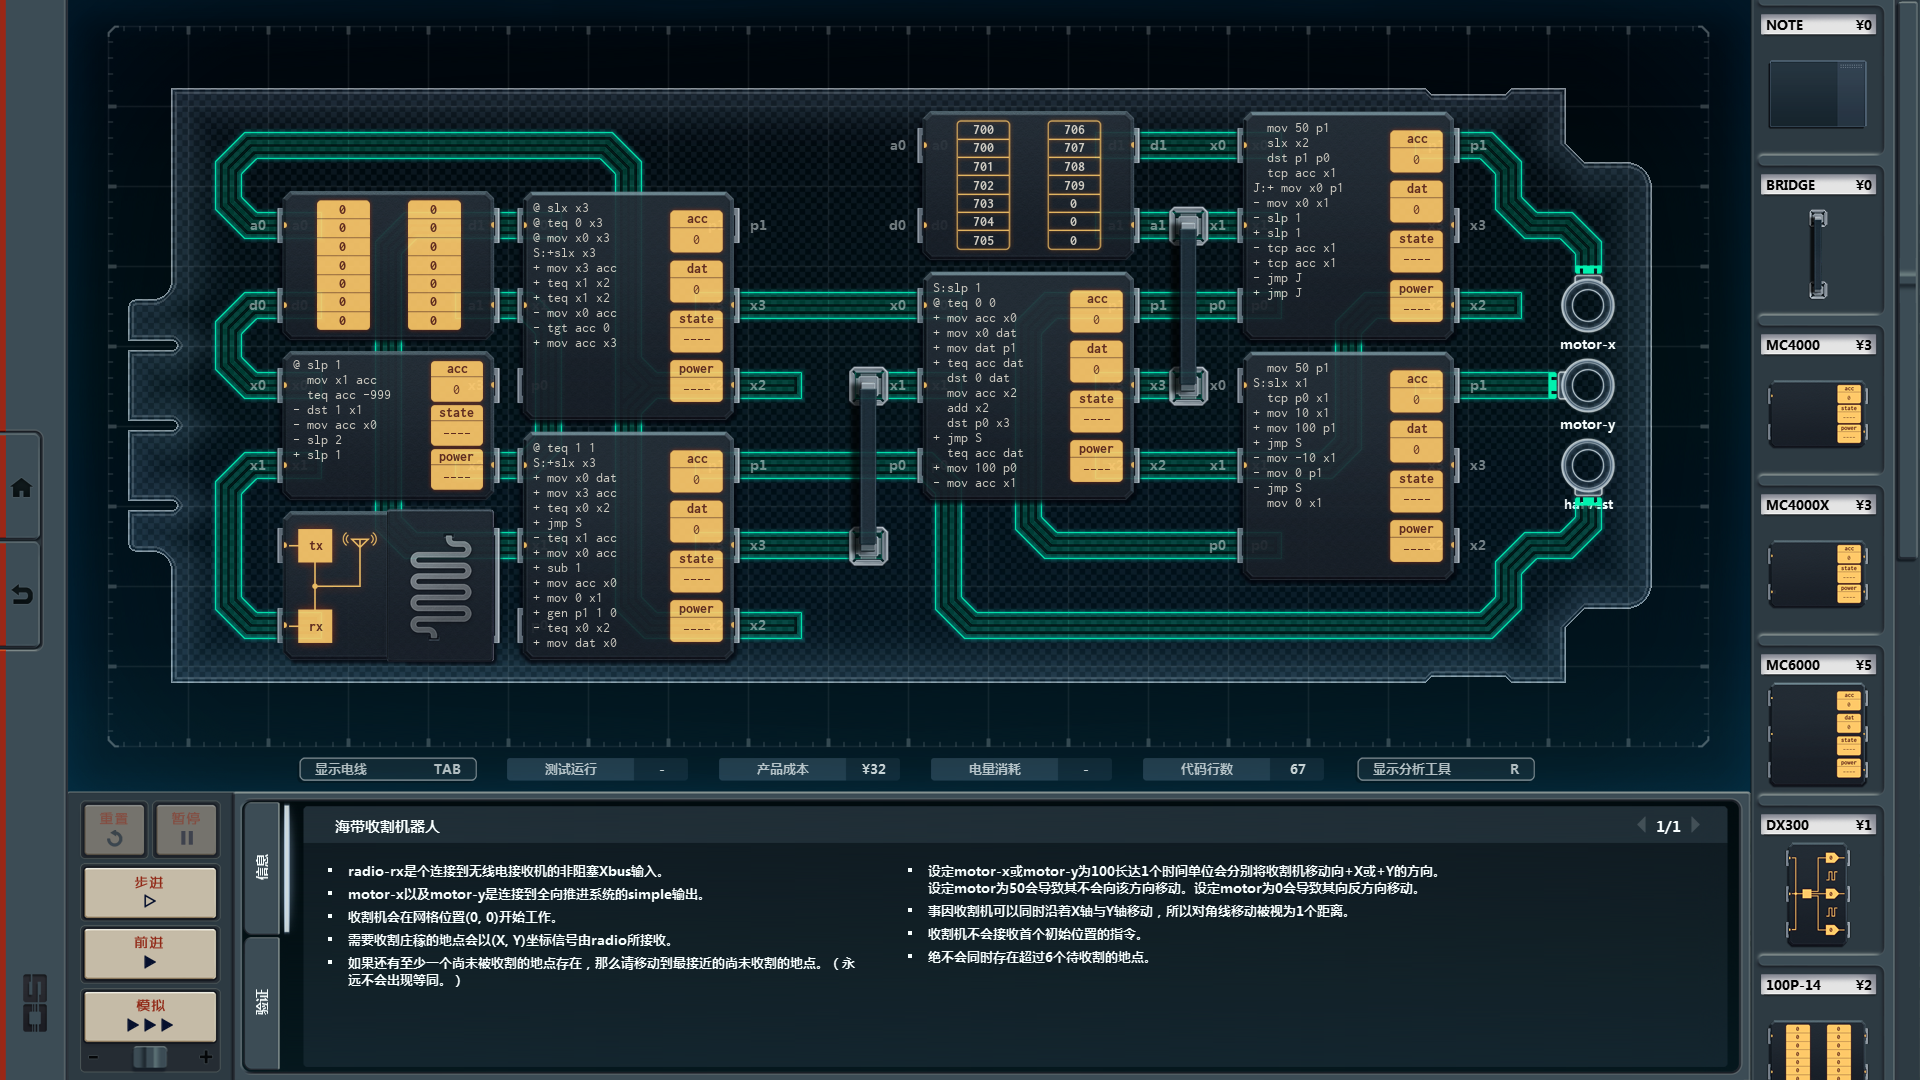 NOTE ¥0
BRIDGE ¥0
MC4000 ¥3
MC4000X ¥3
MC6000 ¥5
DX300 ¥1
100P-14 ¥2
a0
d0
0 0
0 0
0 0
0 0
0 0
0 0
0 0
x0
x1
@ slp 1
mov x1 acc
teq acc -999
- dst 1 x1
- mov acc x0
- slp 2
+ slp 1
acc
0
state
----
power
----
tx
rx
@ slx x3
@ teq 0 x3
@ mov x0 x3
S:+slx x3
+ mov x3 acc
+ teq x1 x2
+ teq x1 x2
- mov x0 acc
- tgt acc 0
+ mov acc x3
acc
0
dat
0
state
----
power
----
p1
x3
x2
@ teq 1 1
S:+slx x3
+ mov x0 dat
+ mov x3 acc
+ teq x0 x2
+ jmp S
- teq x1 acc
+ mov x0 acc
+ sub 1
+ mov acc x0
+ mov 0 x1
+ gen p1 1 0
- teq x0 x2
+ mov dat x0
acc
0
dat
0
state
----
power
----
p1
x3
x2
a0
d0
700 706
700 707
701 708
702 709
703 0
704 0
705 0
d1
a1
x0
x1
p0
S:slp 1
@ teq 0 0
+ mov acc x0
+ mov x0 dat
+ mov dat p1
+ teq acc dat
dst 0 dat
mov acc x2
add x2
dst p0 x3
+ jmp S
teq acc dat
+ mov 100 p0
- mov acc x1
acc
0
dat
0
state
----
power
----
p1
x3
x2
x0
x1
p0
mov 50 p1
slx x2
dst p1 p0
tcp acc x1
J:+ mov x0 p1
- mov x0 x1
- slp 1
+ slp 1
- tcp acc x1
+ tcp acc x1
- jmp J
+ jmp J
acc
0
dat
0
state
----
power
----
p1
x3
x2
x0
x1
p0
mov 50 p1
S:slx x1
tcp p0 x1
+ mov 10 x1
+ mov 100 p1
+ jmp S
- mov -10 x1
- mov 0 p1
- jmp S
mov 0 x1
acc
0
dat
0
state
----
power
----
p1
x3
x2
motor-x
motor-y
显示电线 TAB
测试运行 -
产品成本 ¥32
电量消耗 -
代码行数 67
显示分析工具 R
重置
暂停
步进
前进
模拟
- +
信息
验证
海带收割机器人
1/1
▪ radio-rx是个连接到无线电接收机的非阻塞Xbus输入。
▪ motor-x以及motor-y是连接到全向推进系统的simple输出。
▪ 收割机会在网格位置(0, 0)开始工作。
▪ 需要收割庄稼的地点会以(X, Y)坐标信号由radio所接收。
▪ 如果还有至少一个尚未被收割的地点存在，那么请移动到最接近的尚未收割的地点。（永
远不会出现等同。）
▪ 设定motor-x或motor-y为100长达1个时间单位会分别将收割机移动向+X或+Y的方向。
设定motor为50会导致其不会向该方向移动。设定motor为0会导致其向反方向移动。
▪ 事因收割机可以同时沿着X轴与Y轴移动，所以对角线移动被视为1个距离。
▪ 收割机不会接收首个初始位置的指令。
▪ 绝不会同时存在超过6个待收割的地点。